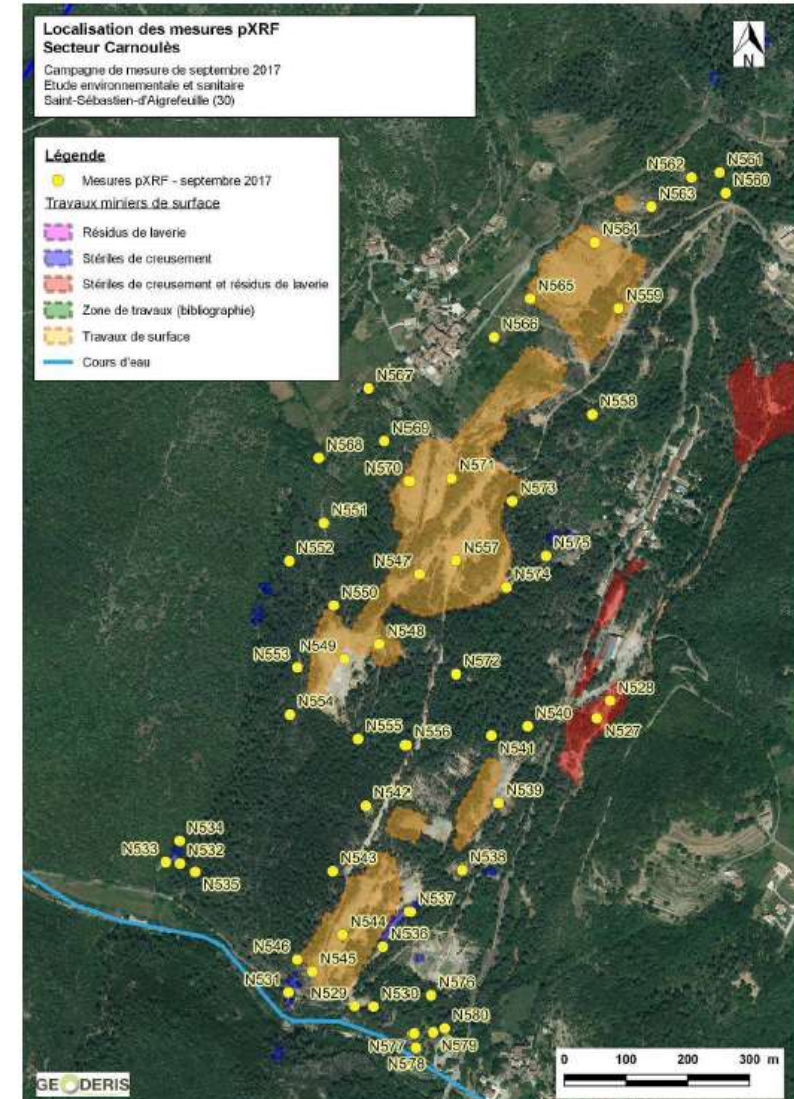 Localisation des mesures pXRF
Secteur Carnoulès
Campagne de mesure de septembre 2017
Etude environnementale et sanitaire
Saint-Sébastien-d'Aigrefeuille (30)
N
Légende
Mesures pXRF - septembre 2017
Travaux miniers de surface
Résidus de laverie
Stériles de creusement
Stériles de creusement et résidus de laverie
Zone de travaux (bibliographie)
Travaux de surface
Cours d'eau
N562
N561
N560
N563
N564
N565
N559
N566
N567
N558
N569
N568
N570
N571
N573
N551
N552
N575
N547
N557
N574
N550
N548
N549
N553
N572
N554
N528
N527
N540
N555
N556
N541
N542
N539
N534
N533
N532
N535
N543
N538
N537
N544
N536
N546
N545
N531
N529
N530
N576
N580
N577
N579
N578
0 100 200 300 m
GEODERIS